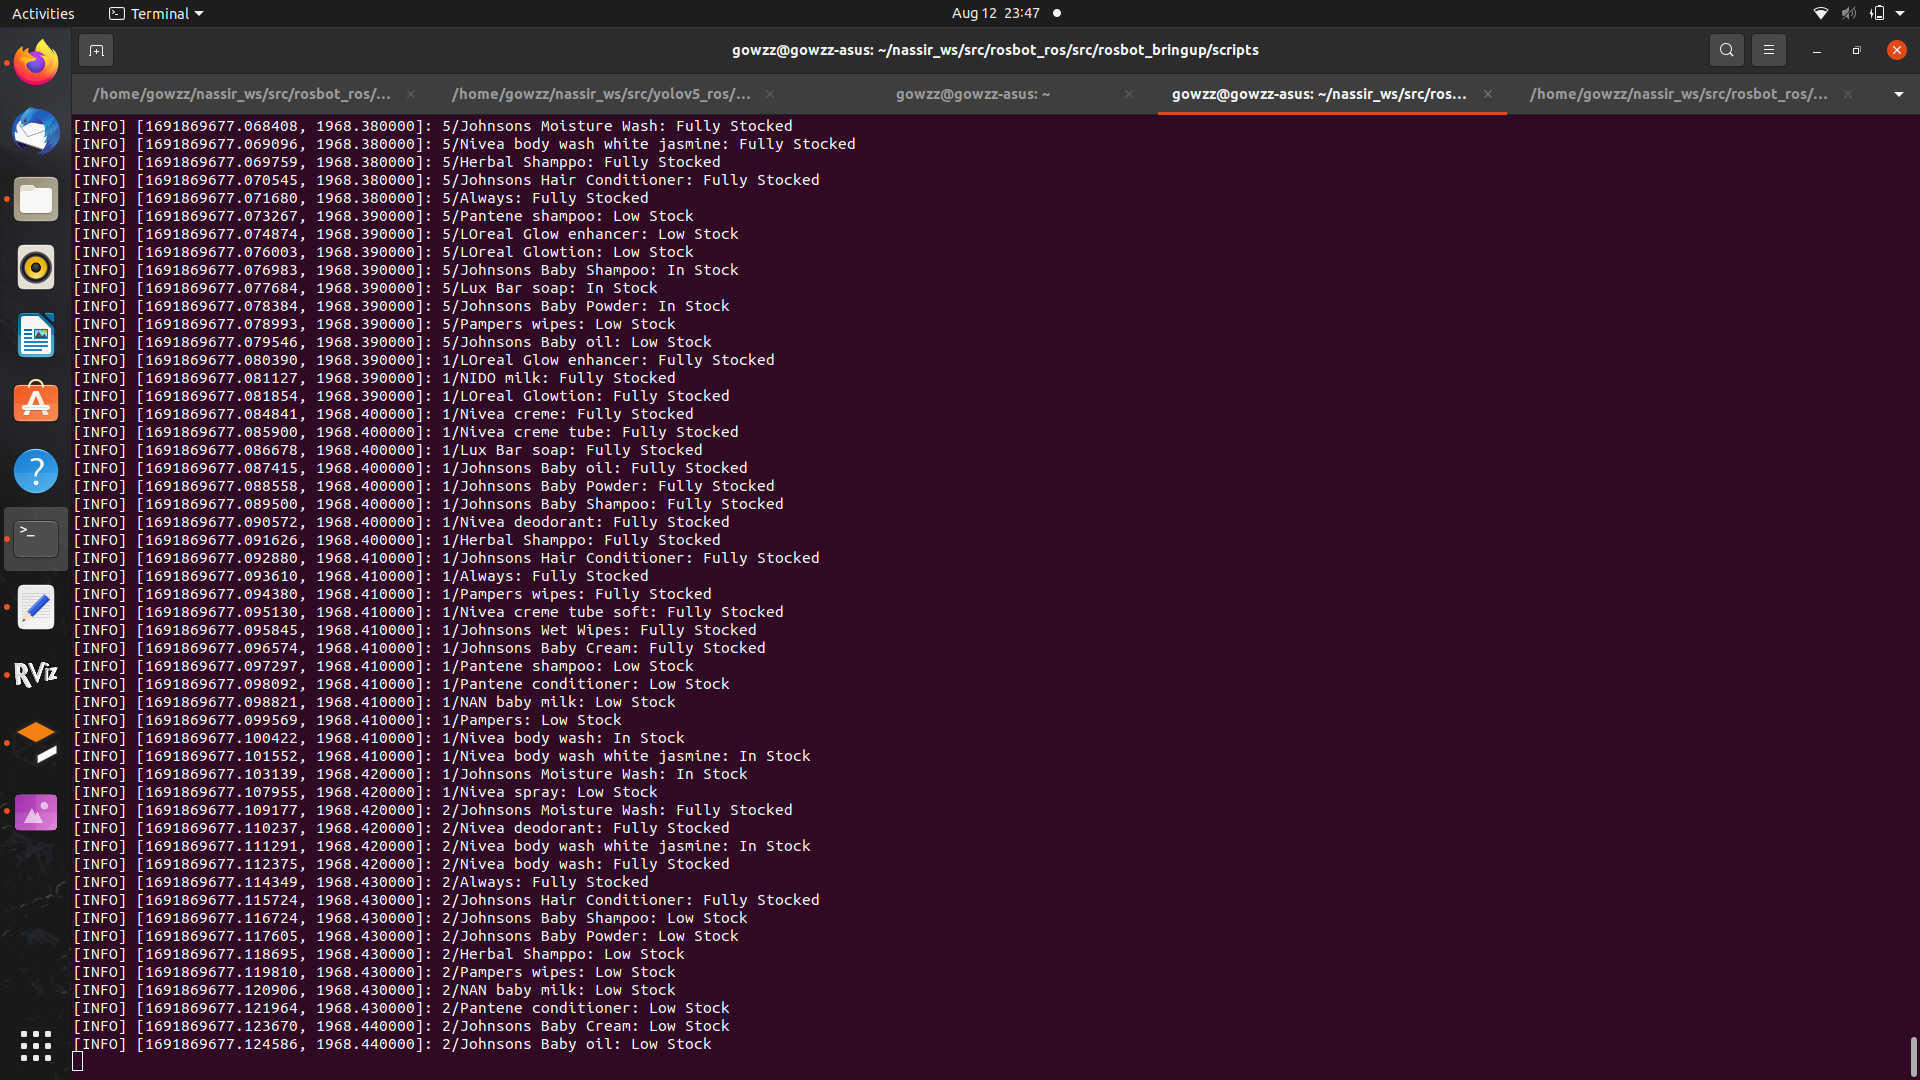 Activities
Terminal
Aug 12 23:47
gowzz@gowzz-asus: ~/nassir_ws/src/rosbot_ros/src/rosbot_bringup/scripts
/home/gowzz/nassir_ws/src/rosbot_ros/...
/home/gowzz/nassir_ws/src/yolov5_ros/...
gowzz@gowzz-asus: ~
gowzz@gowzz-asus: ~/nassir_ws/src/ros...
/home/gowzz/nassir_ws/src/rosbot_ros/...
[INFO] [1691869677.068408, 1968.380000]: 5/Johnsons Moisture Wash: Fully Stocked
[INFO] [1691869677.069096, 1968.380000]: 5/Nivea body wash white jasmine: Fully Stocked
[INFO] [1691869677.069759, 1968.380000]: 5/Herbal Shamppo: Fully Stocked
[INFO] [1691869677.070545, 1968.380000]: 5/Johnsons Hair Conditioner: Fully Stocked
[INFO] [1691869677.071680, 1968.380000]: 5/Always: Fully Stocked
[INFO] [1691869677.073267, 1968.390000]: 5/Pantene shampoo: Low Stock
[INFO] [1691869677.074874, 1968.390000]: 5/LOreal Glow enhancer: Low Stock
[INFO] [1691869677.076003, 1968.390000]: 5/LOreal Glowtion: Low Stock
[INFO] [1691869677.076983, 1968.390000]: 5/Johnsons Baby Shampoo: In Stock
[INFO] [1691869677.077684, 1968.390000]: 5/Lux Bar soap: In Stock
[INFO] [1691869677.078384, 1968.390000]: 5/Johnsons Baby Powder: In Stock
[INFO] [1691869677.078993, 1968.390000]: 5/Pampers wipes: Low Stock
[INFO] [1691869677.079546, 1968.390000]: 5/Johnsons Baby oil: Low Stock
[INFO] [1691869677.080390, 1968.390000]: 1/LOreal Glow enhancer: Fully Stocked
[INFO] [1691869677.081127, 1968.390000]: 1/NIDO milk: Fully Stocked
[INFO] [1691869677.081854, 1968.390000]: 1/LOreal Glowtion: Fully Stocked
[INFO] [1691869677.084841, 1968.400000]: 1/Nivea creme: Fully Stocked
[INFO] [1691869677.085900, 1968.400000]: 1/Nivea creme tube: Fully Stocked
[INFO] [1691869677.086678, 1968.400000]: 1/Lux Bar soap: Fully Stocked
[INFO] [1691869677.087415, 1968.400000]: 1/Johnsons Baby oil: Fully Stocked
[INFO] [1691869677.088558, 1968.400000]: 1/Johnsons Baby Powder: Fully Stocked
[INFO] [1691869677.089500, 1968.400000]: 1/Johnsons Baby Shampoo: Fully Stocked
[INFO] [1691869677.090572, 1968.400000]: 1/Nivea deodorant: Fully Stocked
[INFO] [1691869677.091626, 1968.400000]: 1/Herbal Shamppo: Fully Stocked
[INFO] [1691869677.092880, 1968.410000]: 1/Johnsons Hair Conditioner: Fully Stocked
[INFO] [1691869677.093610, 1968.410000]: 1/Always: Fully Stocked
[INFO] [1691869677.094380, 1968.410000]: 1/Pampers wipes: Fully Stocked
[INFO] [1691869677.095130, 1968.410000]: 1/Nivea creme tube soft: Fully Stocked
[INFO] [1691869677.095845, 1968.410000]: 1/Johnsons Wet Wipes: Fully Stocked
[INFO] [1691869677.096574, 1968.410000]: 1/Johnsons Baby Cream: Fully Stocked
[INFO] [1691869677.097297, 1968.410000]: 1/Pantene shampoo: Low Stock
[INFO] [1691869677.098092, 1968.410000]: 1/Pantene conditioner: Low Stock
[INFO] [1691869677.098821, 1968.410000]: 1/NAN baby milk: Low Stock
[INFO] [1691869677.099569, 1968.410000]: 1/Pampers: Low Stock
[INFO] [1691869677.100422, 1968.410000]: 1/Nivea body wash: In Stock
[INFO] [1691869677.101552, 1968.410000]: 1/Nivea body wash white jasmine: In Stock
[INFO] [1691869677.103139, 1968.420000]: 1/Johnsons Moisture Wash: In Stock
[INFO] [1691869677.107955, 1968.420000]: 1/Nivea spray: Low Stock
[INFO] [1691869677.109177, 1968.420000]: 2/Johnsons Moisture Wash: Fully Stocked
[INFO] [1691869677.110237, 1968.420000]: 2/Nivea deodorant: Fully Stocked
[INFO] [1691869677.111291, 1968.420000]: 2/Nivea body wash white jasmine: In Stock
[INFO] [1691869677.112375, 1968.420000]: 2/Nivea body wash: Fully Stocked
[INFO] [1691869677.114349, 1968.430000]: 2/Always: Fully Stocked
[INFO] [1691869677.115724, 1968.430000]: 2/Johnsons Hair Conditioner: Fully Stocked
[INFO] [1691869677.116724, 1968.430000]: 2/Johnsons Baby Shampoo: Low Stock
[INFO] [1691869677.117605, 1968.430000]: 2/Johnsons Baby Powder: Low Stock
[INFO] [1691869677.118695, 1968.430000]: 2/Herbal Shamppo: Low Stock
[INFO] [1691869677.119810, 1968.430000]: 2/Pampers wipes: Low Stock
[INFO] [1691869677.120906, 1968.430000]: 2/NAN baby milk: Low Stock
[INFO] [1691869677.121964, 1968.430000]: 2/Pantene conditioner: Low Stock
[INFO] [1691869677.123670, 1968.440000]: 2/Johnsons Baby Cream: Low Stock
[INFO] [1691869677.124586, 1968.440000]: 2/Johnsons Baby oil: Low Stock
RViz